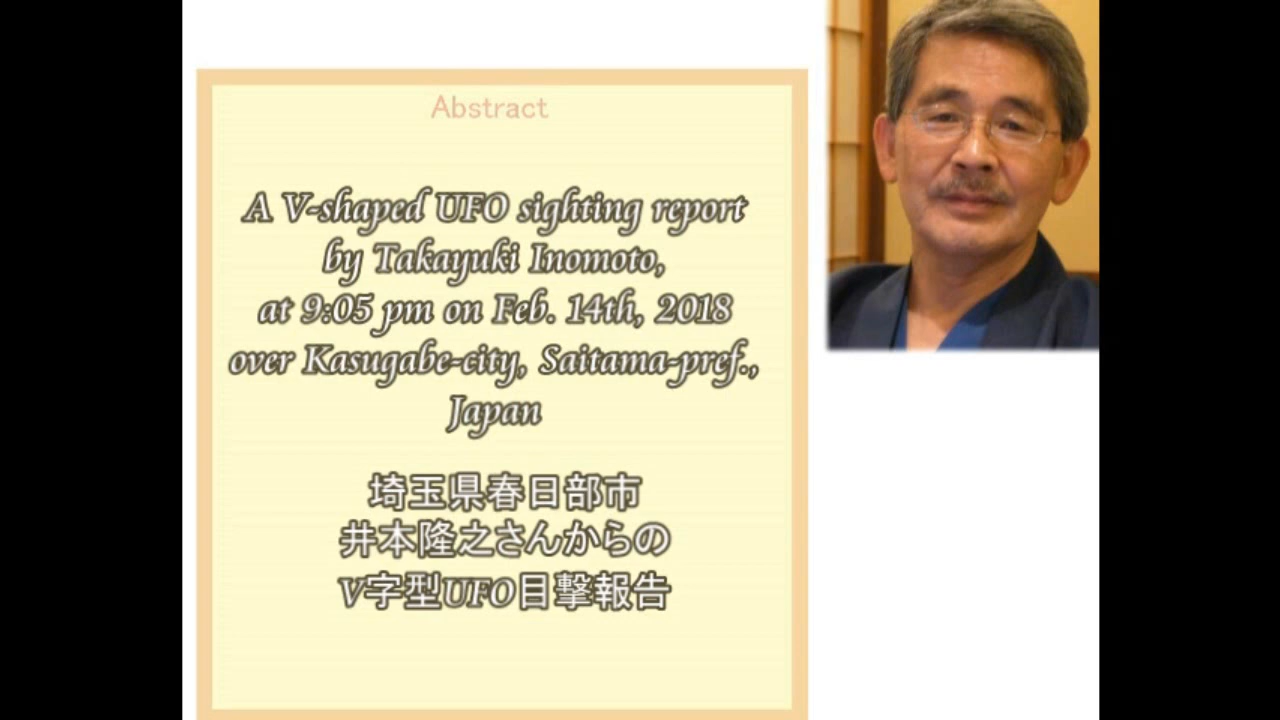 Abstract
A V-shaped UFO sighting report
by Takayuki Inomoto,
at 9:05 pm on Feb. 14th, 2018
over Kasugabe-city, Saitama-pref.,
Japan
埼玉県春日部市
井本隆之さんからの
V字型UFO目撃報告